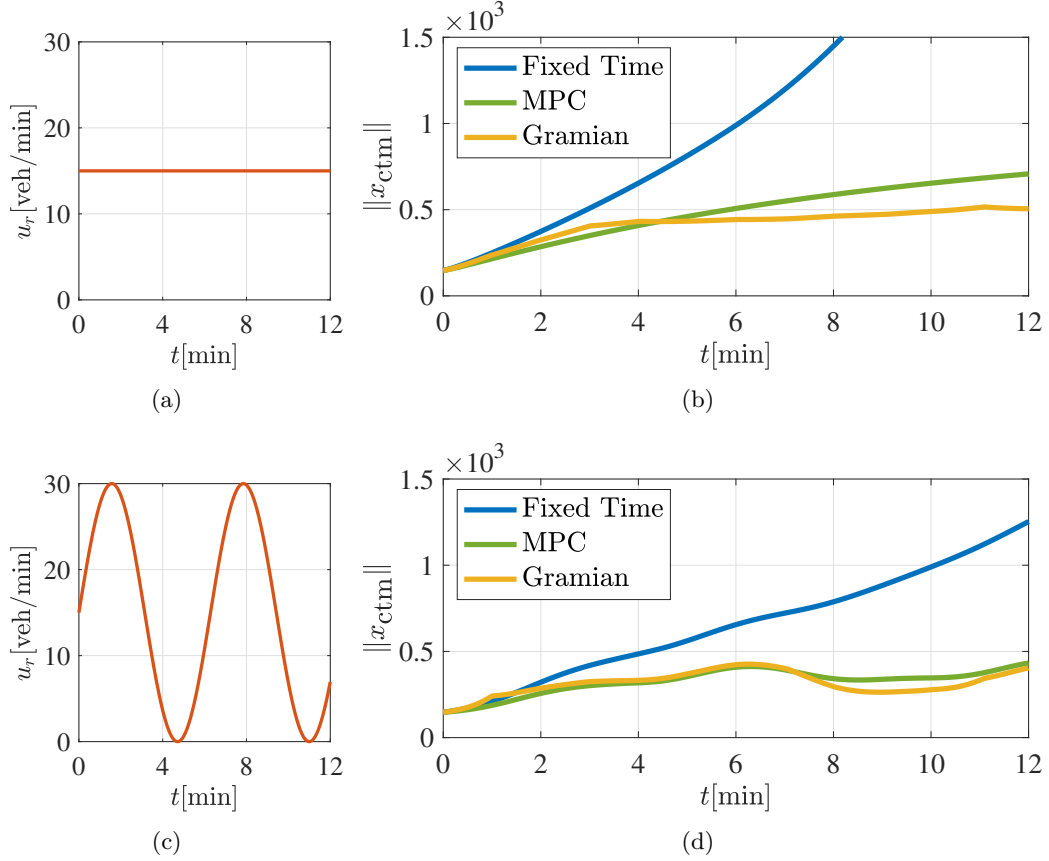 30
20
10
0
0 4 8 12
u_r[veh/min]
t[min]
(a)
×10^3
1.5
1
0.5
0
0 2 4 6 8 10 12
||x_ctm||
t[min]
Fixed Time
MPC
Gramian
(b)
30
20
10
0
0 4 8 12
u_r[veh/min]
t[min]
(c)
×10^3
1.5
1
0.5
0
0 2 4 6 8 10 12
||x_ctm||
t[min]
Fixed Time
MPC
Gramian
(d)